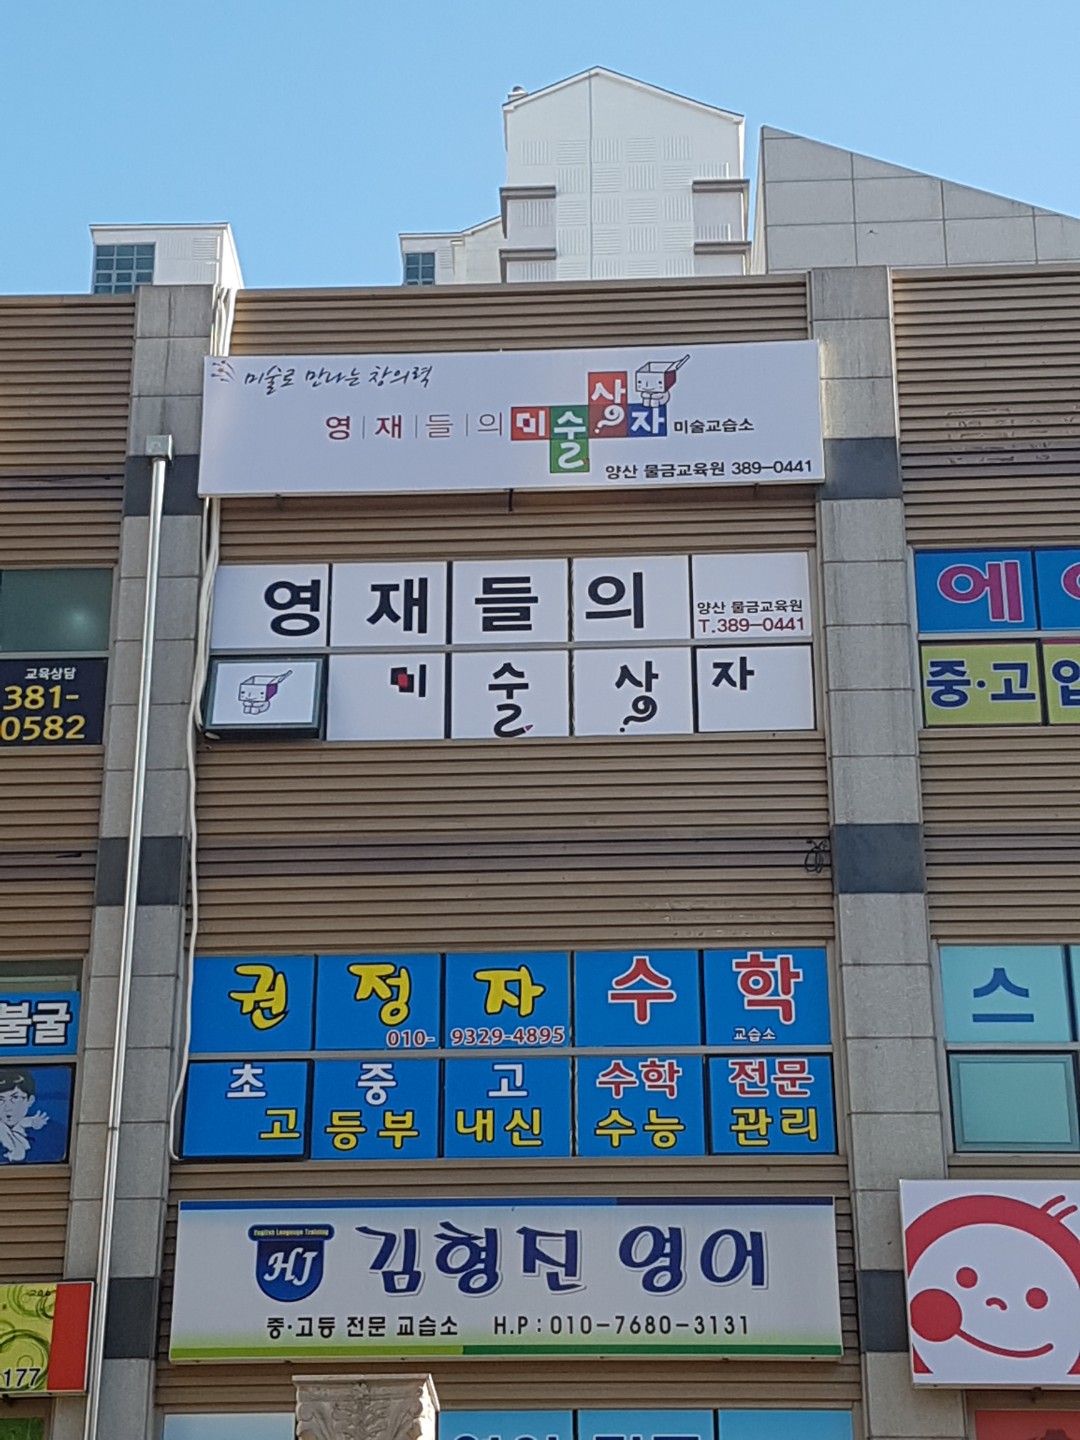 미술로 만나는 창의력
영재들의 미술상자 미술교습소
양산 물금교육원 389-0441
영재들의
양산 물금교육원
T.389-0441
미술상자
교육상담
381-
0582
에
중·고입
권정자수학
010-9329-4895 교습소
초중고 수학 전문
고등부 내신 수능 관리
불굴
스
English Language Training
HJ
김형진 영어
중·고등 전문 교습소 H.P : 010-7680-3131
177